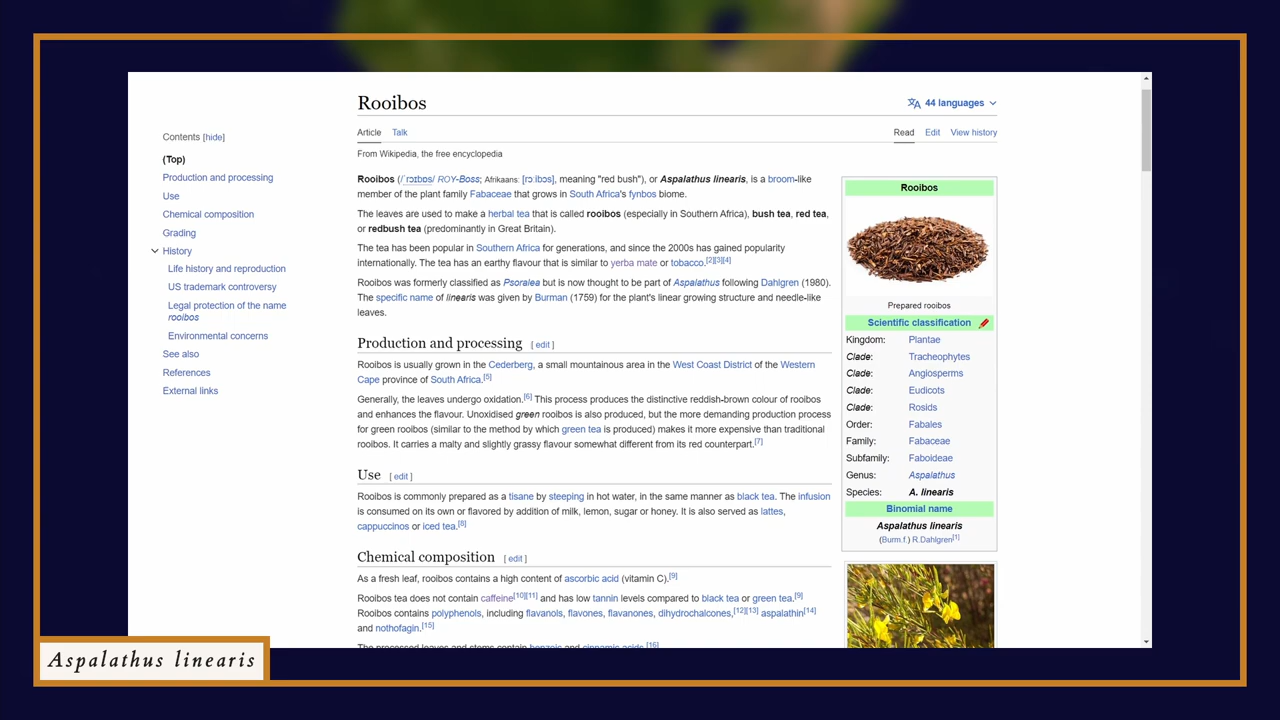 Rooibos
44 languages
Article Talk
Read Edit View history
From Wikipedia, the free encyclopedia
Contents [hide]
(Top)
Production and processing
Use
Chemical composition
Grading
History
Life history and reproduction
US trademark controversy
Legal protection of the name
rooibos
Environmental concerns
See also
References
External links
Rooibos (/ˈrɔɪbɒs/ ROY-Boss; Afrikaans: [rɔːibɔs], meaning "red bush"), or Aspalathus linearis, is a broom-like
member of the plant family Fabaceae that grows in South Africa's fynbos biome.
The leaves are used to make a herbal tea that is called rooibos (especially in Southern Africa), bush tea, red tea,
or redbush tea (predominantly in Great Britain).
The tea has been popular in Southern Africa for generations, and since the 2000s has gained popularity
internationally. The tea has an earthy flavour that is similar to yerba mate or tobacco.[2][3][4]
Rooibos was formerly classified as Psoralea but is now thought to be part of Aspalathus following Dahlgren (1980).
The specific name of linearis was given by Burman (1759) for the plant's linear growing structure and needle-like
leaves.
Production and processing [ edit ]
Rooibos is usually grown in the Cederberg, a small mountainous area in the West Coast District of the Western
Cape province of South Africa.[5]
Generally, the leaves undergo oxidation.[6] This process produces the distinctive reddish-brown colour of rooibos
and enhances the flavour. Unoxidised green rooibos is also produced, but the more demanding production process
for green rooibos (similar to the method by which green tea is produced) makes it more expensive than traditional
rooibos. It carries a malty and slightly grassy flavour somewhat different from its red counterpart.[7]
Use [ edit ]
Rooibos is commonly prepared as a tisane by steeping in hot water, in the same manner as black tea. The infusion
is consumed on its own or flavored by addition of milk, lemon, sugar or honey. It is also served as lattes,
cappuccinos or iced tea.[8]
Chemical composition [ edit ]
As a fresh leaf, rooibos contains a high content of ascorbic acid (vitamin C).[9]
Rooibos tea does not contain caffeine[10][11] and has low tannin levels compared to black tea or green tea.[9]
Rooibos contains polyphenols, including flavanols, flavones, flavanones, dihydrochalcones,[12][13] aspalathin[14]
and nothofagin.[15]
The processed leaves and stems contain benzoic and cinnamic acids.[16]
Rooibos
Prepared rooibos
Scientific classification
Kingdom: Plantae
Clade: Tracheophytes
Clade: Angiosperms
Clade: Eudicots
Clade: Rosids
Order: Fabales
Family: Fabaceae
Subfamily: Faboideae
Genus: Aspalathus
Species: A. linearis
Binomial name
Aspalathus linearis
(Burm.f.) R.Dahlgren[1]
Aspalathus linearis